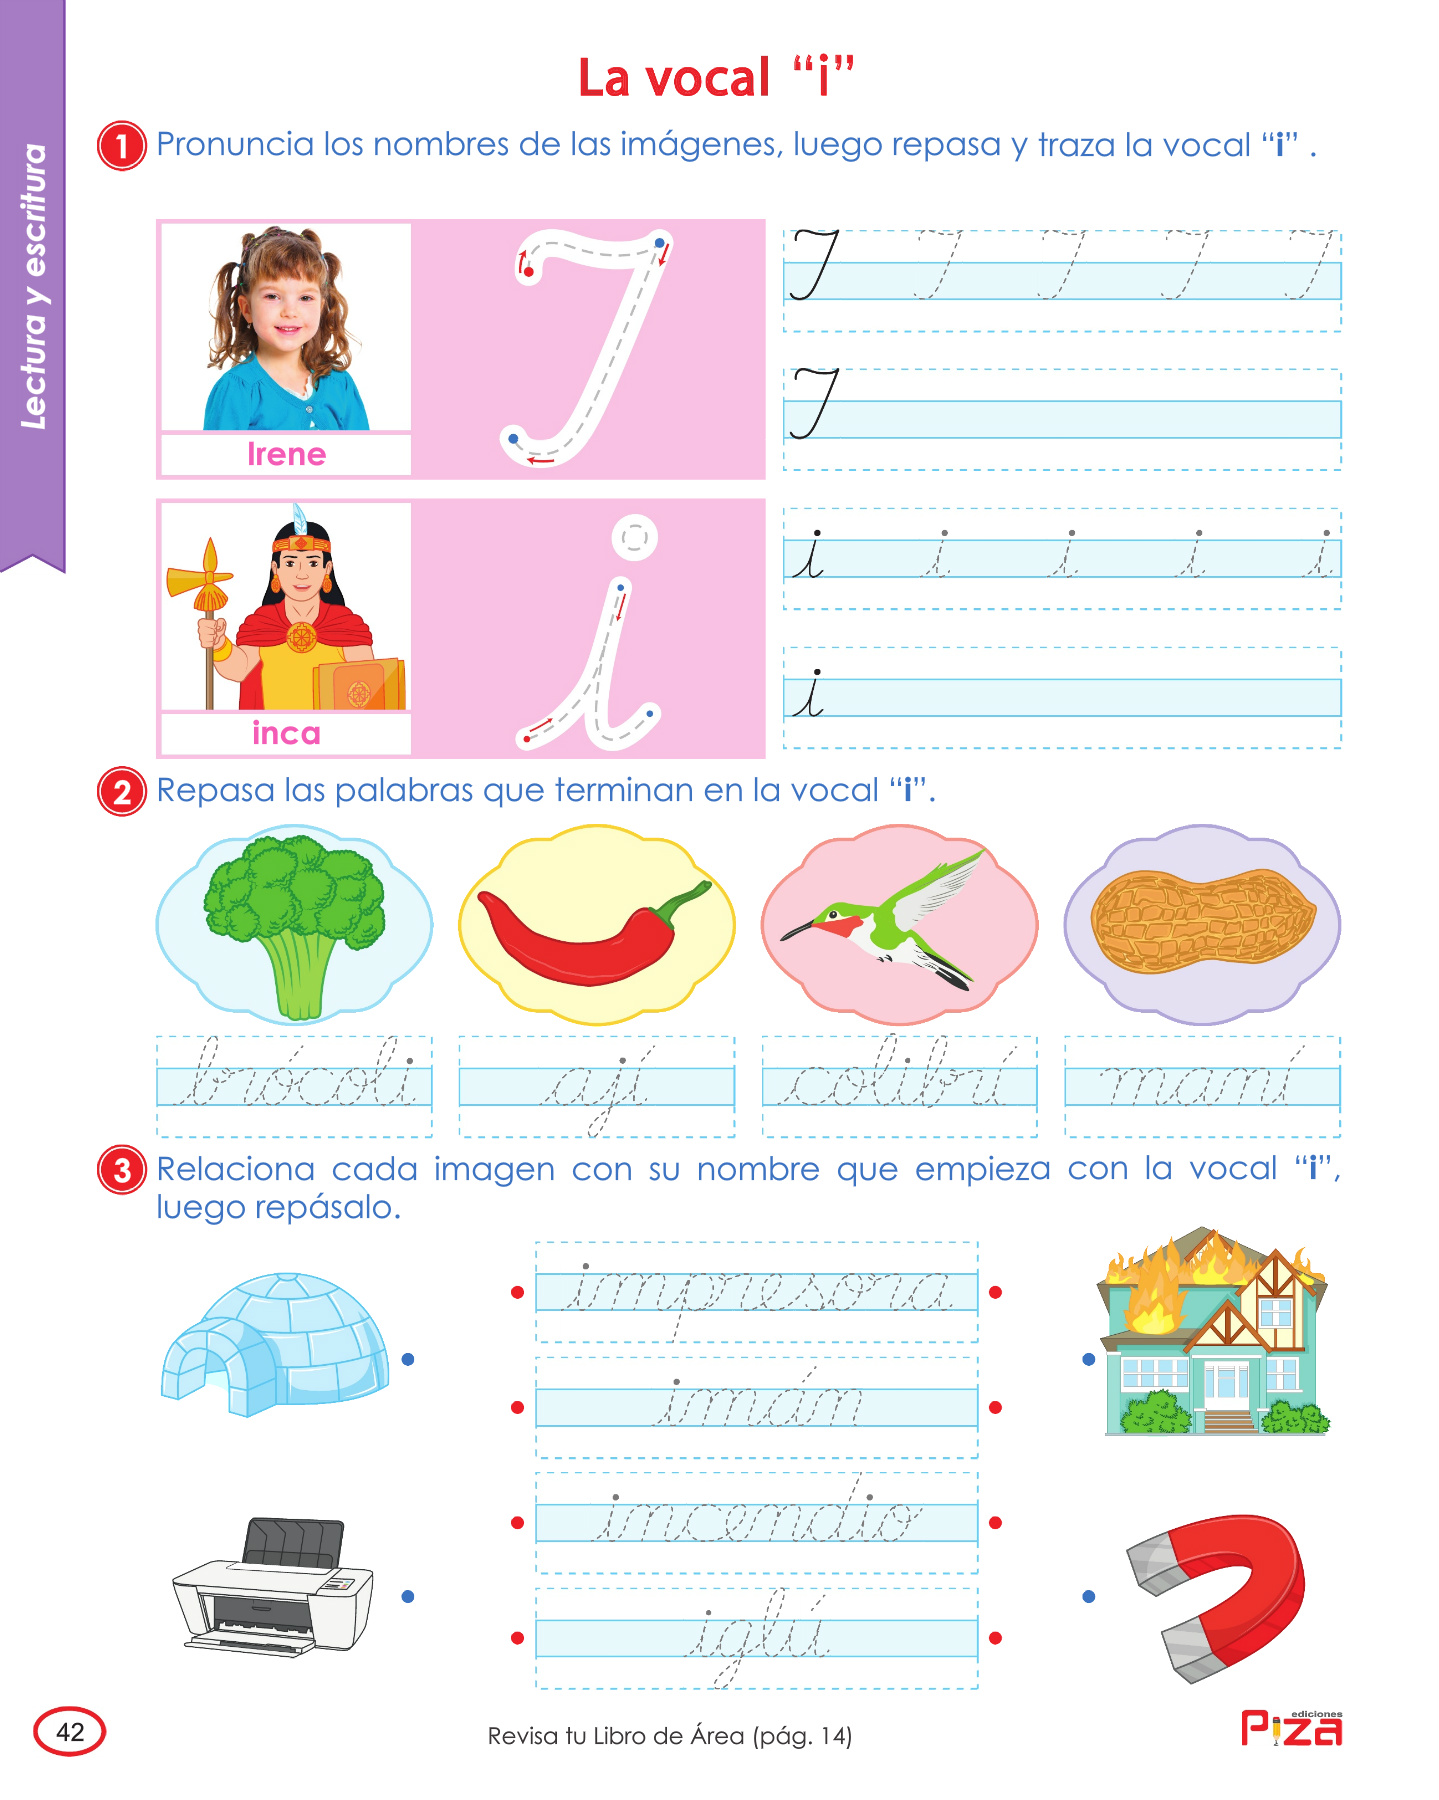 La vocal “i”
Lectura y escritura
1 Pronuncia los nombres de las imágenes, luego repasa y traza la vocal “i” .
I
I I I I I
Irene
I
i
i i i i i
inca
i
2 Repasa las palabras que terminan en la vocal “i”.
brócoli ají colibrí maní
3 Relaciona cada imagen con su nombre que empieza con la vocal “i”,
luego repásalo.
impresora
imán
incendio
iglú
42
Revisa tu Libro de Área (pág. 14)
ediciones
Piza